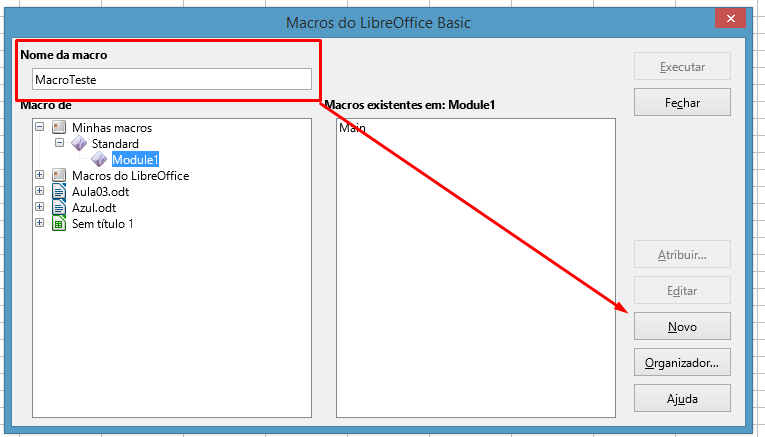 Macros do LibreOffice Basic
Nome da macro
MacroTeste
Macro de
Minhas macros
Standard
Module1
Macros do LibreOffice
Aula03.odt
Azul.odt
Sem título 1
Macros existentes em: Module1
Main
Executar
Fechar
Atribuir...
Editar
Novo
Organizador...
Ajuda